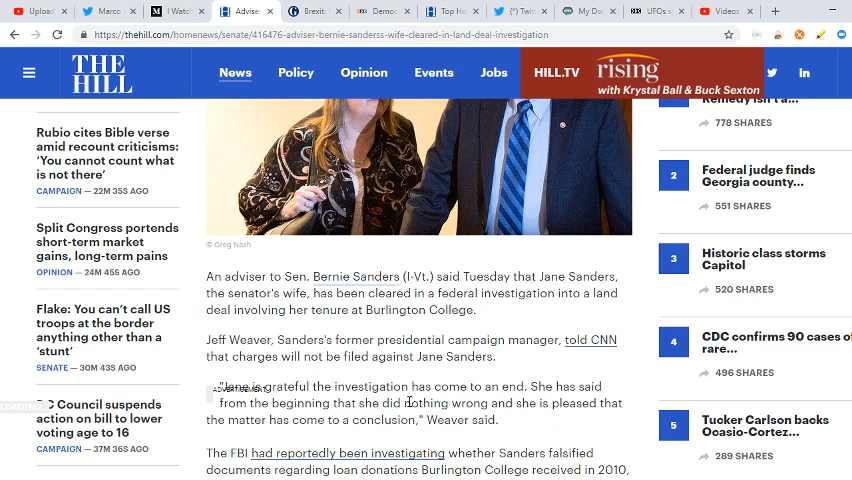 Upload
Marco
I Watch
Adviser
Brexit:
Democ
Top Ho
(*) Twit
My Do
UFOs s
Videos
https://thehill.com/homenews/senate/416476-adviser-bernie-sanderss-wife-cleared-in-land-deal-investigation
THE
HILL
News
Policy
Opinion
Events
Jobs
HILL.TV
rising
with Krystal Ball & Buck Sexton
Rubio cites Bible verse
amid recount criticisms:
‘You cannot count what
is not there’
CAMPAIGN — 22M 35S AGO
Split Congress portends
short-term market
gains, long-term pains
OPINION — 24M 45S AGO
Flake: You can’t call US
troops at the border
anything other than a
‘stunt’
SENATE — 30M 43S AGO
LOADING
DC Council suspends
action on bill to lower
voting age to 16
CAMPAIGN — 37M 36S AGO
© Greg Nash
An adviser to Sen. Bernie Sanders (I-Vt.) said Tuesday that Jane Sanders,
the senator's wife, has been cleared in a federal investigation into a land
deal involving her tenure at Burlington College.
Jeff Weaver, Sanders's former presidential campaign manager, told CNN
that charges will not be filed against Jane Sanders.
ADVERTISEMENT
"Jane is grateful the investigation has come to an end. She has said
from the beginning that she did nothing wrong and she is pleased that
the matter has come to a conclusion," Weaver said.
The FBI had reportedly been investigating whether Sanders falsified
documents regarding loan donations Burlington College received in 2010,
Remedy isn't a...
778 SHARES
2
Federal judge finds
Georgia county...
551 SHARES
3
Historic class storms
Capitol
520 SHARES
4
CDC confirms 90 cases of
rare...
496 SHARES
5
Tucker Carlson backs
Ocasio-Cortez...
289 SHARES